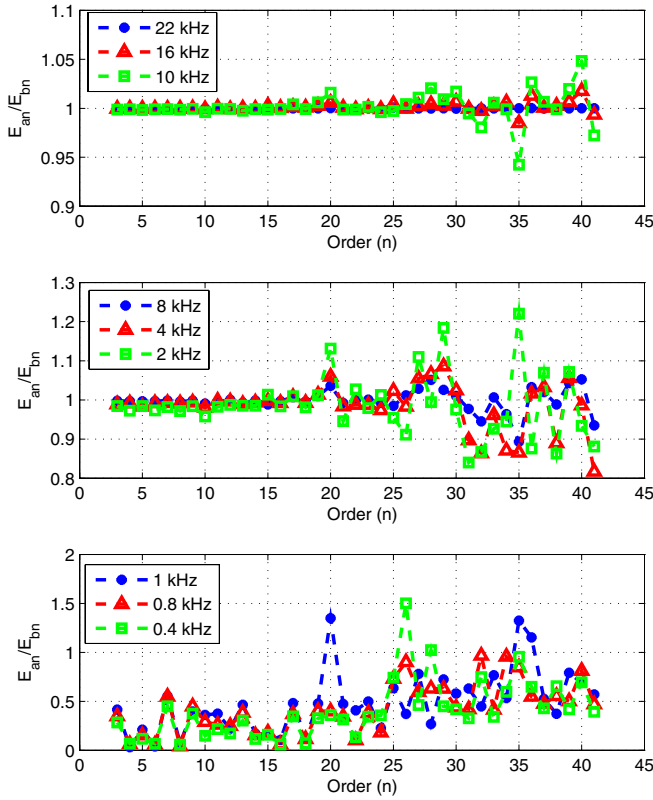 1.1
1.05
1
0.95
0.9
E_an/E_bn
22 kHz
16 kHz
10 kHz
0 5 10 15 20 25 30 35 40 45
Order (n)
1.3
1.2
1.1
1
0.9
0.8
E_an/E_bn
8 kHz
4 kHz
2 kHz
0 5 10 15 20 25 30 35 40 45
Order (n)
2
1.5
1
0.5
0
E_an/E_bn
1 kHz
0.8 kHz
0.4 kHz
0 5 10 15 20 25 30 35 40 45
Order (n)